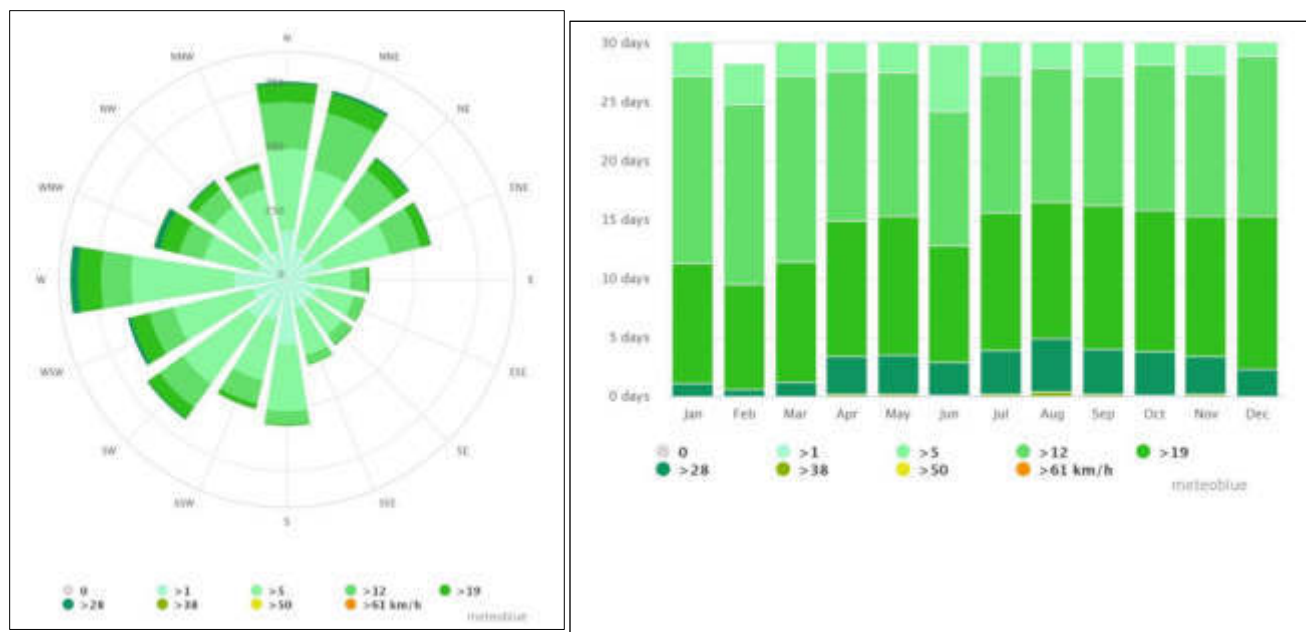 N
NNW
NNE
NW
NE
WNW
ENE
W
E
WSW
ESE
SW
SE
SSW
SSE
S
0
0 >1 >5 >12 >19
>28 >38 >50 >61 km/h
meteoblue
30 days
25 days
20 days
15 days
10 days
5 days
0 days
Jan Feb Mar Apr May Jun Jul Aug Sep Oct Nov Dec
0 >1 >5 >12 >19
>28 >38 >50 >61 km/h
meteoblue